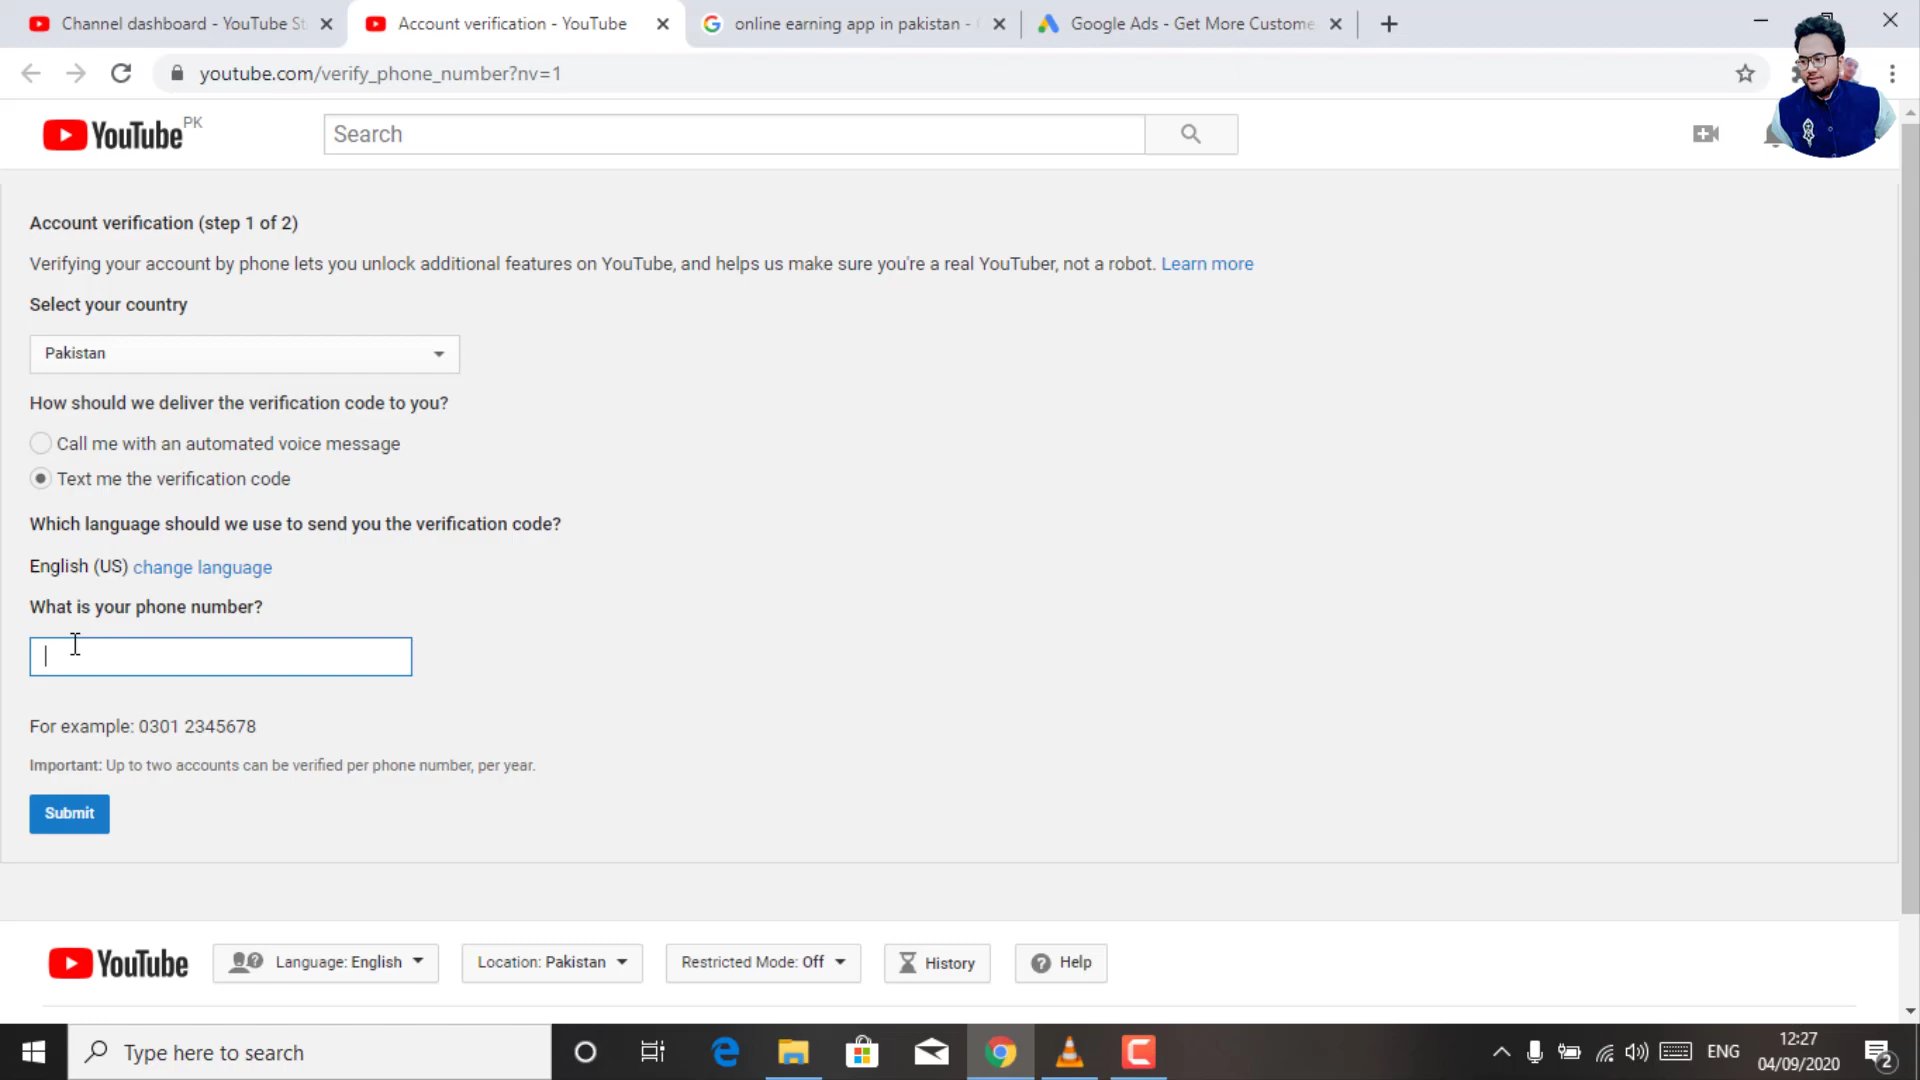 Channel dashboard - YouTube St
Account verification - YouTube
online earning app in pakistan -
Google Ads - Get More Custome
youtube.com/verify_phone_number?nv=1
YouTube PK
Search
Account verification (step 1 of 2)
Verifying your account by phone lets you unlock additional features on YouTube, and helps us make sure you're a real YouTuber, not a robot. Learn more
Select your country
Pakistan
How should we deliver the verification code to you?
Call me with an automated voice message
Text me the verification code
Which language should we use to send you the verification code?
English (US) change language
What is your phone number?
For example: 0301 2345678
Important: Up to two accounts can be verified per phone number, per year.
Submit
YouTube
Language: English
Location: Pakistan
Restricted Mode: Off
History
Help
Type here to search
ENG
12:27
04/09/2020
2